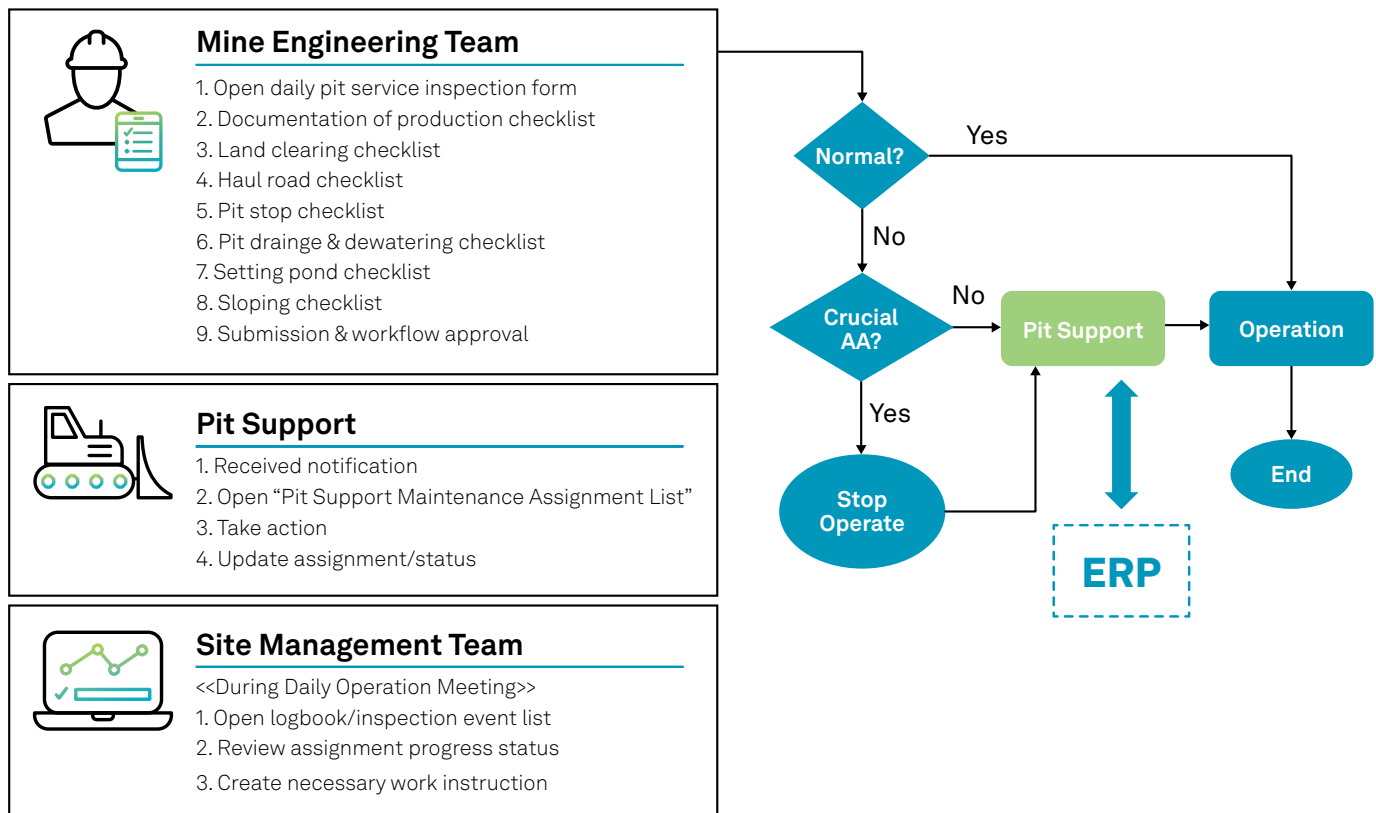 Mine Engineering Team
1. Open daily pit service inspection form
2. Documentation of production checklist
3. Land clearing checklist
4. Haul road checklist
5. Pit stop checklist
6. Pit drainge & dewatering checklist
7. Setting pond checklist
8. Sloping checklist
9. Submission & workflow approval
Pit Support
1. Received notification
2. Open “Pit Support Maintenance Assignment List”
3. Take action
4. Update assignment/status
Site Management Team
<<During Daily Operation Meeting>>
1. Open logbook/inspection event list
2. Review assignment progress status
3. Create necessary work instruction
Normal?
Yes
No
Crucial
AA?
No
Pit Support
Operation
Yes
Stop
Operate
End
ERP